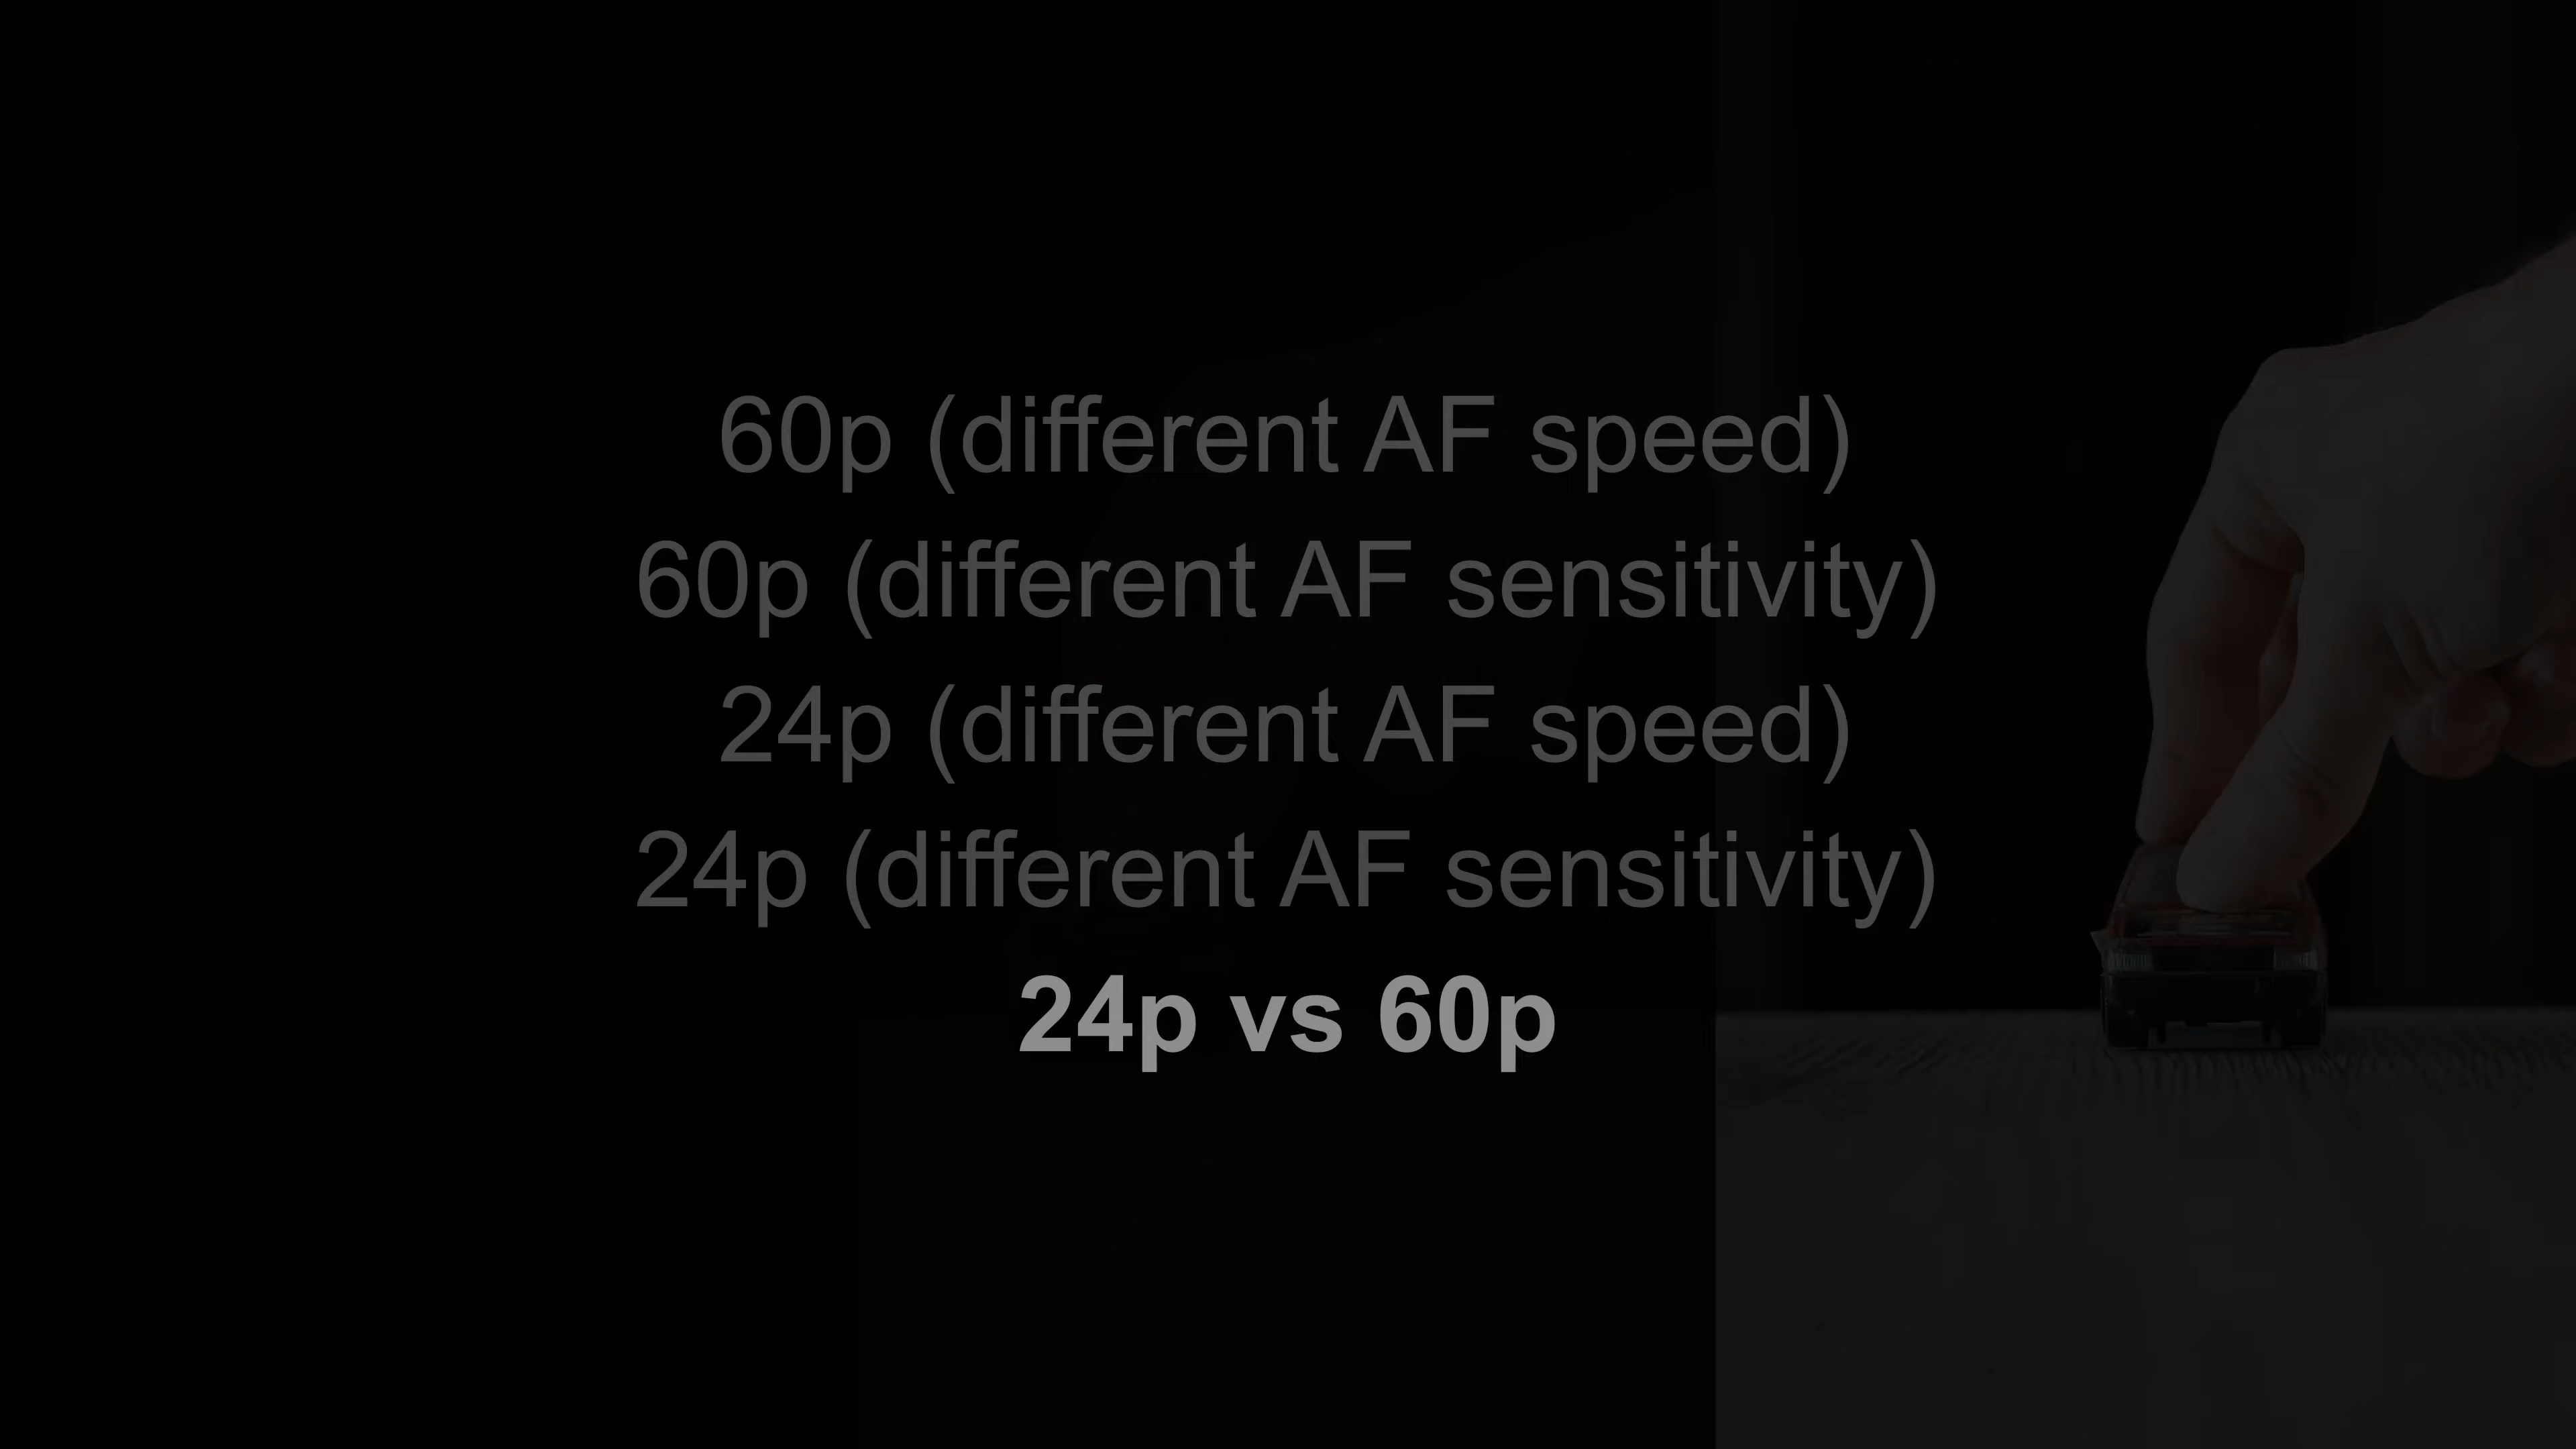 60p (different AF speed)
60p (different AF sensitivity)
24p (different AF speed)
24p (different AF sensitivity)
24p vs 60p